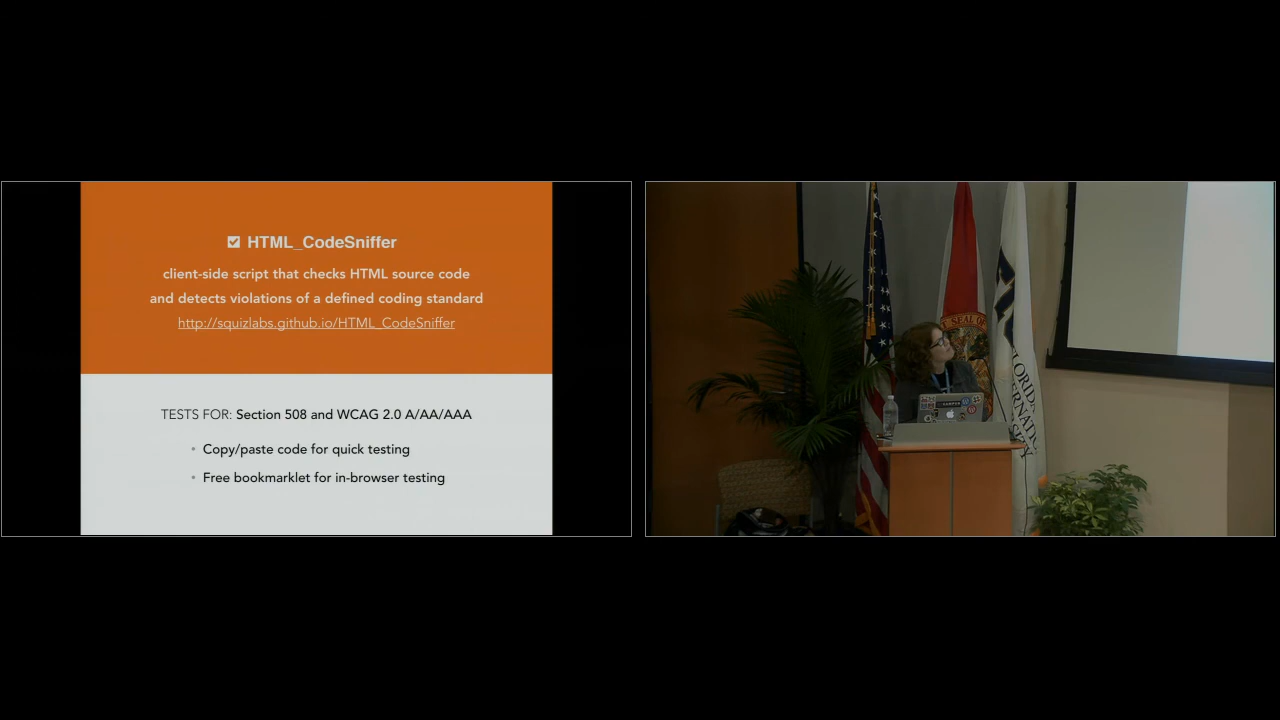 HTML_CodeSniffer
client-side script that checks HTML source code
and detects violations of a defined coding standard
http://squizlabs.github.io/HTML_CodeSniffer
TESTS FOR: Section 508 and WCAG 2.0 A/AA/AAA
• Copy/paste code for quick testing
• Free bookmarklet for in-browser testing
SEAL OF